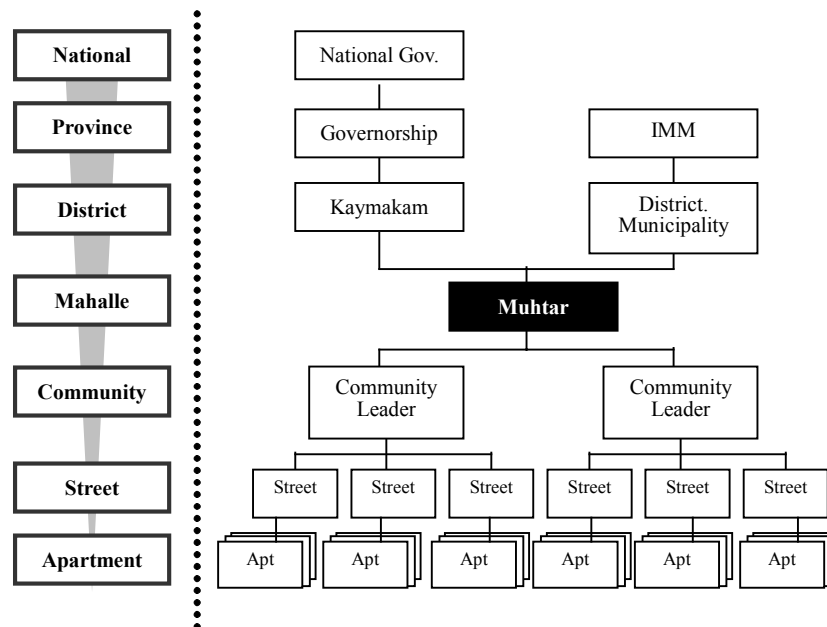 National
National Gov.
Province
Governorship
IMM
District
Kaymakam
District.
Municipality
Mahalle
Muhtar
Community
Community
Leader
Community
Leader
Street
Street
Street
Street
Street
Street
Street
Apartment
Apt
Apt
Apt
Apt
Apt
Apt